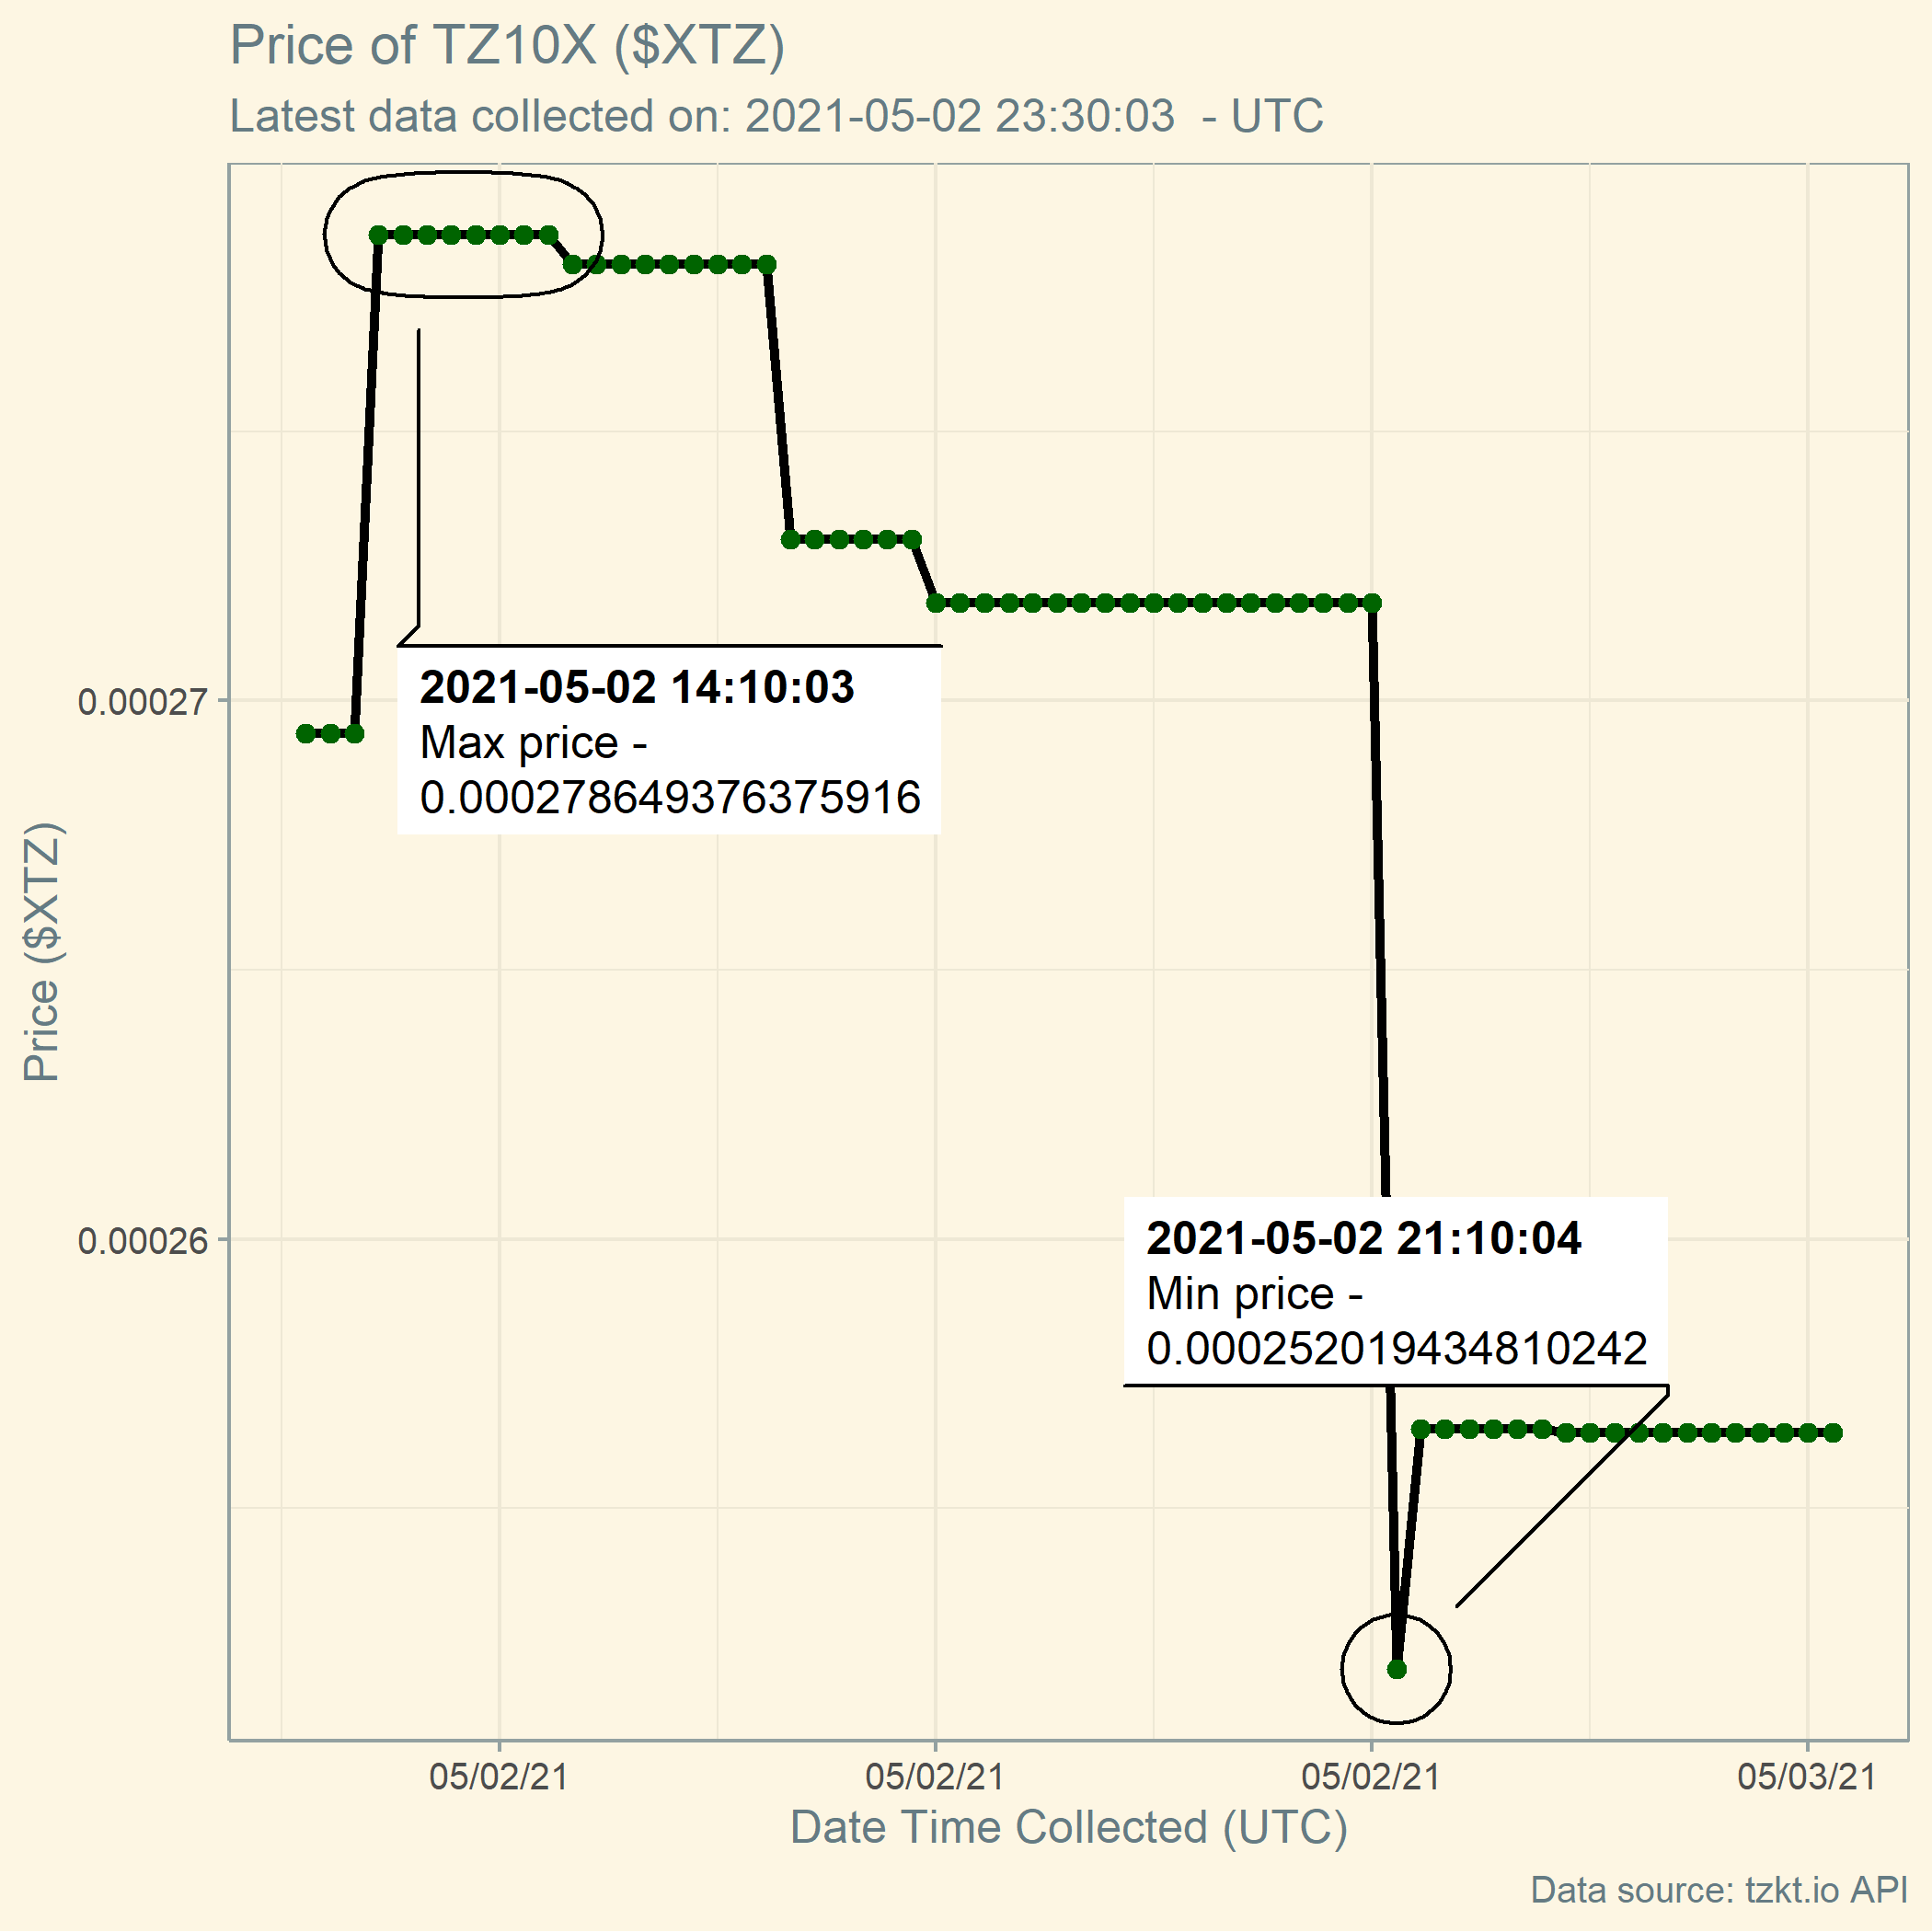 Price of TZ10X ($XTZ)
Latest data collected on: 2021-05-02 23:30:03  - UTC
2021-05-02 14:10:03
Max price -
0.000278649376375916
0.00027
Price ($XTZ)
0.00026
2021-05-02 21:10:04
Min price -
0.000252019434810242
05/02/21 05/02/21 05/02/21 05/03/21
Date Time Collected (UTC)
Data source: tzkt.io API